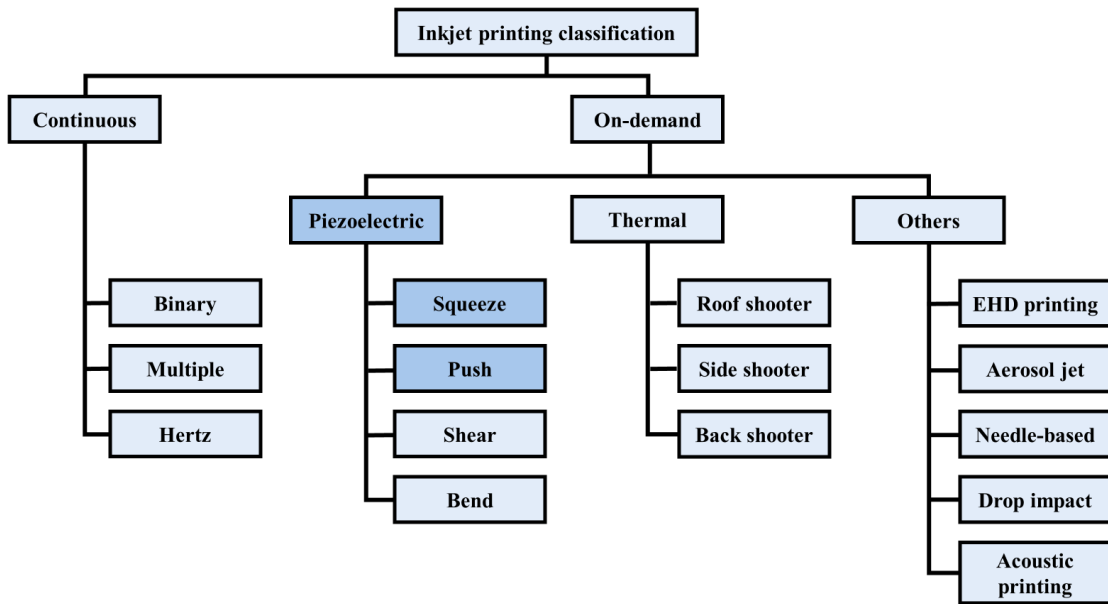 Inkjet printing classification
Continuous
On-demand
Piezoelectric
Thermal
Others
Binary
Squeeze
Roof shooter
EHD printing
Multiple
Push
Side shooter
Aerosol jet
Hertz
Shear
Back shooter
Needle-based
Bend
Drop impact
Acoustic
printing